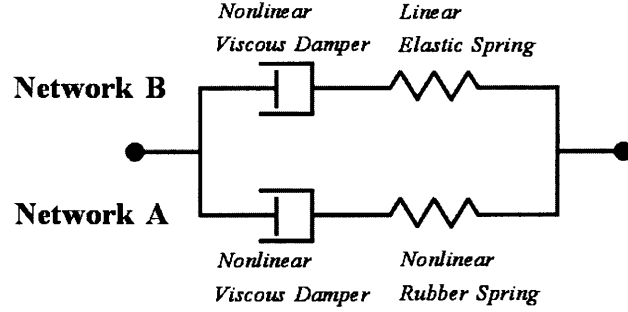 Nonlinear
Viscous Damper
Linear
Elastic Spring
Network B
Network A
Nonlinear
Viscous Damper
Nonlinear
Rubber Spring